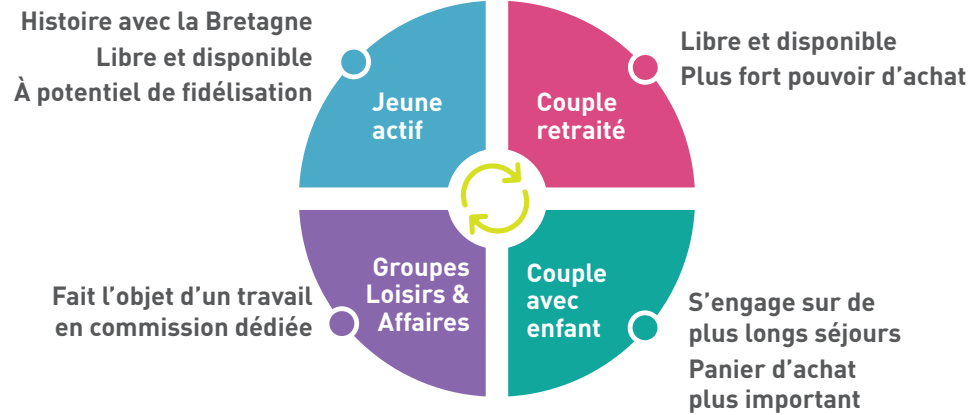 Histoire avec la Bretagne
Libre et disponible
À potentiel de fidélisation
Jeune
actif
Couple
retraité
Libre et disponible
Plus fort pouvoir d'achat
Fait l'objet d'un travail
en commission dédiée
Groupes
Loisirs &
Affaires
Couple
avec
enfant
S'engage sur de
plus longs séjours
Panier d'achat
plus important